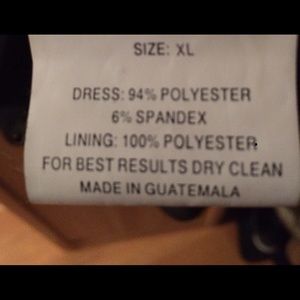 SIZE: XL
DRESS: 94% POLYESTER
6% SPANDEX
LINING: 100% POLYESTER
FOR BEST RESULTS DRY CLEAN
MADE IN GUATEMALA